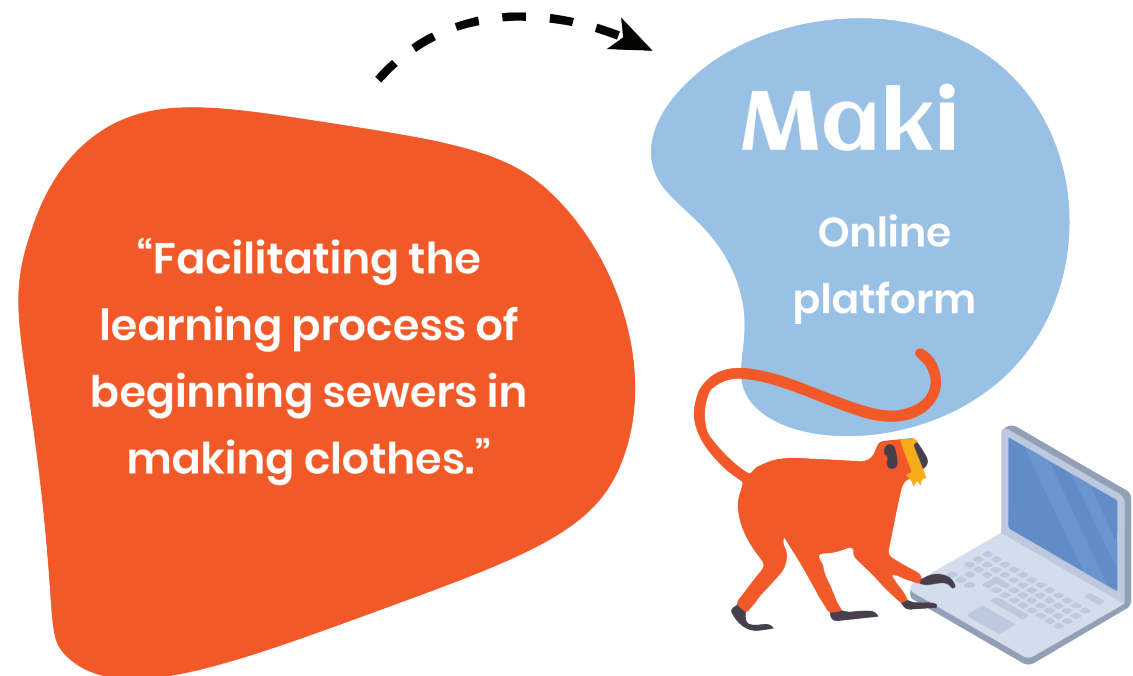 “Facilitating the
learning process of
beginning sewers in
making clothes.”
Maki
Online
platform